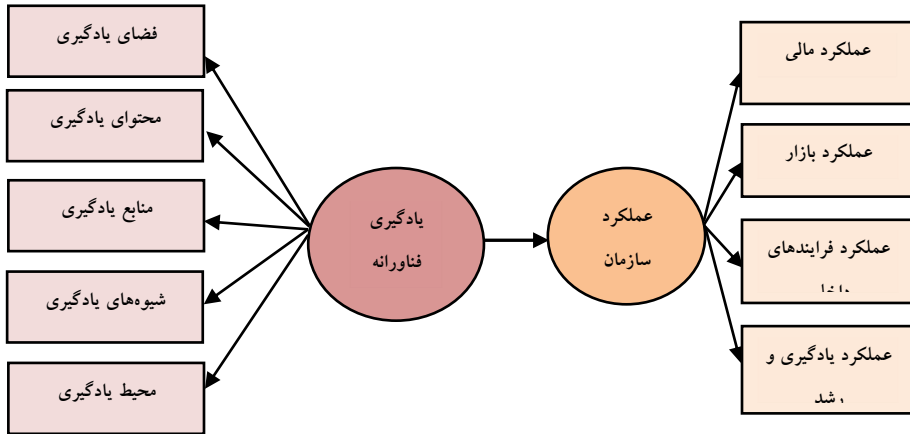 فضای یادگیری
محتوای یادگیری
منابع یادگیری
شیوه‌های یادگیری
محیط یادگیری
یادگیری
فناورانه
عملکرد
سازمان
عملکرد مالی
عملکرد بازار
عملکرد فرایندهای
عملکرد یادگیری و
رشد